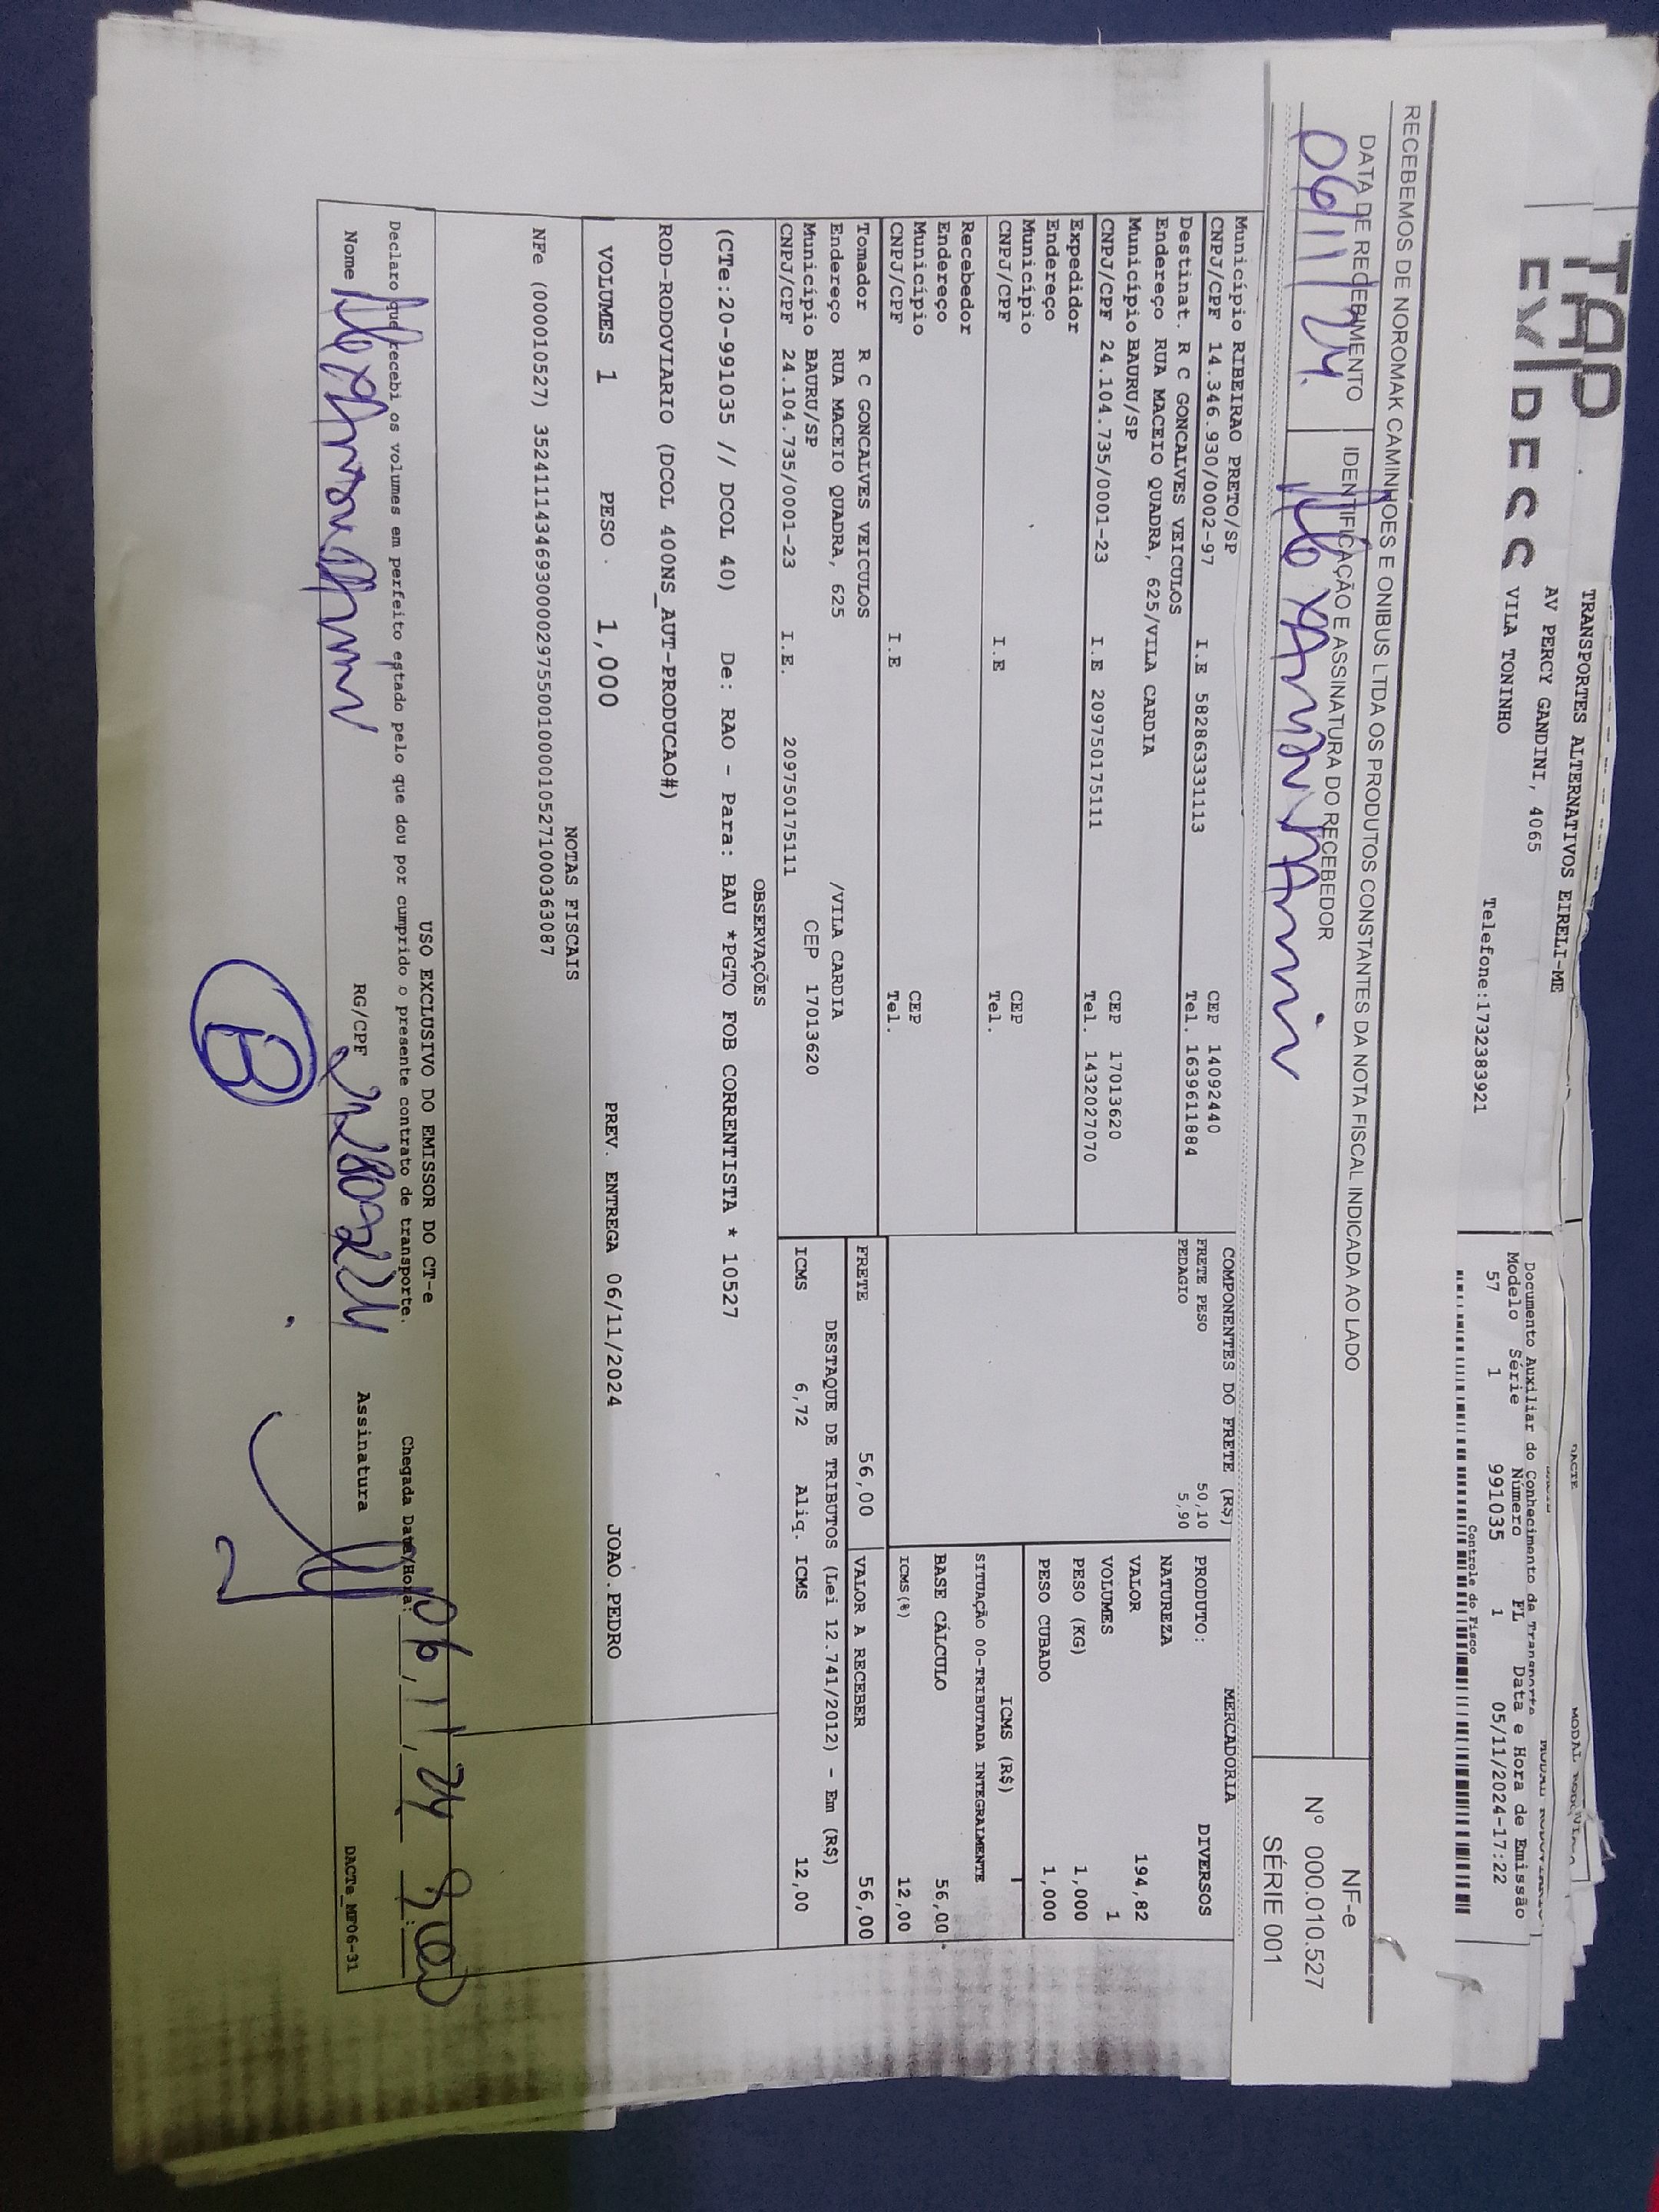 TRANSPORTES ALTERNATIVOS EIRELI-ME
AV PERCY GANDINI, 4065
VILA TONINHO
Telefone:1732383921
DACTE
Documento Auxiliar do Conhecimento de Transporte
Modelo Série Número FL Data e Hora de Emissão
57 1 991035 1 05/11/2024-17:22
Controle do Fisco
RECEBEMOS DE NOROMAK CAMINHOES E ONIBUS LTDA OS PRODUTOS CONSTANTES DA NOTA FISCAL INDICADA AO LADO
DATA DE RECEBIMENTO
IDENTIFICAÇÃO E ASSINATURA DO RECEBEDOR
06/11/24
NF-e
Nº 000.010.527
SÉRIE 001
Município RIBEIRAO PRETO/SP CEP 14092440
CNPJ/CPF 14.346.930/0002-97 I.E 582863331113 Tel. 1639611884
Destinat. R C GONCALVES VEICULOS
Endereço RUA MACEIO QUADRA, 625/VILA CARDIA
Município BAURU/SP CEP 17013620
CNPJ/CPF 24.104.735/0001-23 I.E 209750175111 Tel. 1432027070
Expedidor
Endereço
Município CEP
CNPJ/CPF I.E Tel.
Recebedor
Endereço
Município CEP
CNPJ/CPF I.E Tel.
Tomador R C GONCALVES VEICULOS
Endereço RUA MACEIO QUADRA, 625 /VILA CARDIA
Município BAURU/SP CEP 17013620
CNPJ/CPF 24.104.735/0001-23 I.E. 209750175111
COMPONENTES DO FRETE (R$)
FRETE PESO 50,10
PEDAGIO 5,90
MERCADORIA
PRODUTO: DIVERSOS
NATUREZA
VALOR 194,82
VOLUMES 1
PESO (KG) 1,000
PESO CUBADO 1,000
ICMS (R$)
SITUAÇÃO 00-TRIBUTADA INTEGRALMENTE
BASE CÁLCULO 56,00
ICMS(%) 12,00
FRETE 56,00 VALOR A RECEBER 56,00
DESTAQUE DE TRIBUTOS (Lei 12.741/2012) - Em (R$)
ICMS 6,72 Aliq. ICMS 12,00
OBSERVAÇÕES
(CTe:20-991035 // DCOL 40) De: RAO - Para: BAU *PGTO FOB CORRENTISTA * 10527
ROD-RODOVIARIO (DCOL 400NS_AUT-PRODUCAO#)
VOLUMES 1 PESO 1,000 PREV. ENTREGA 06/11/2024 JOAO.PEDRO
NOTAS FISCAIS
NFe (000010527) 35241114346930000297550010000105271000363087
USO EXCLUSIVO DO EMISSOR DO CT-e
Declaro que recebi os volumes em perfeito estado pelo que dou por cumprido o presente contrato de transporte.
Chegada Data/Hora: 06/11/24
Nome RG/CPF Assinatura
DACTe_MF06-31
B